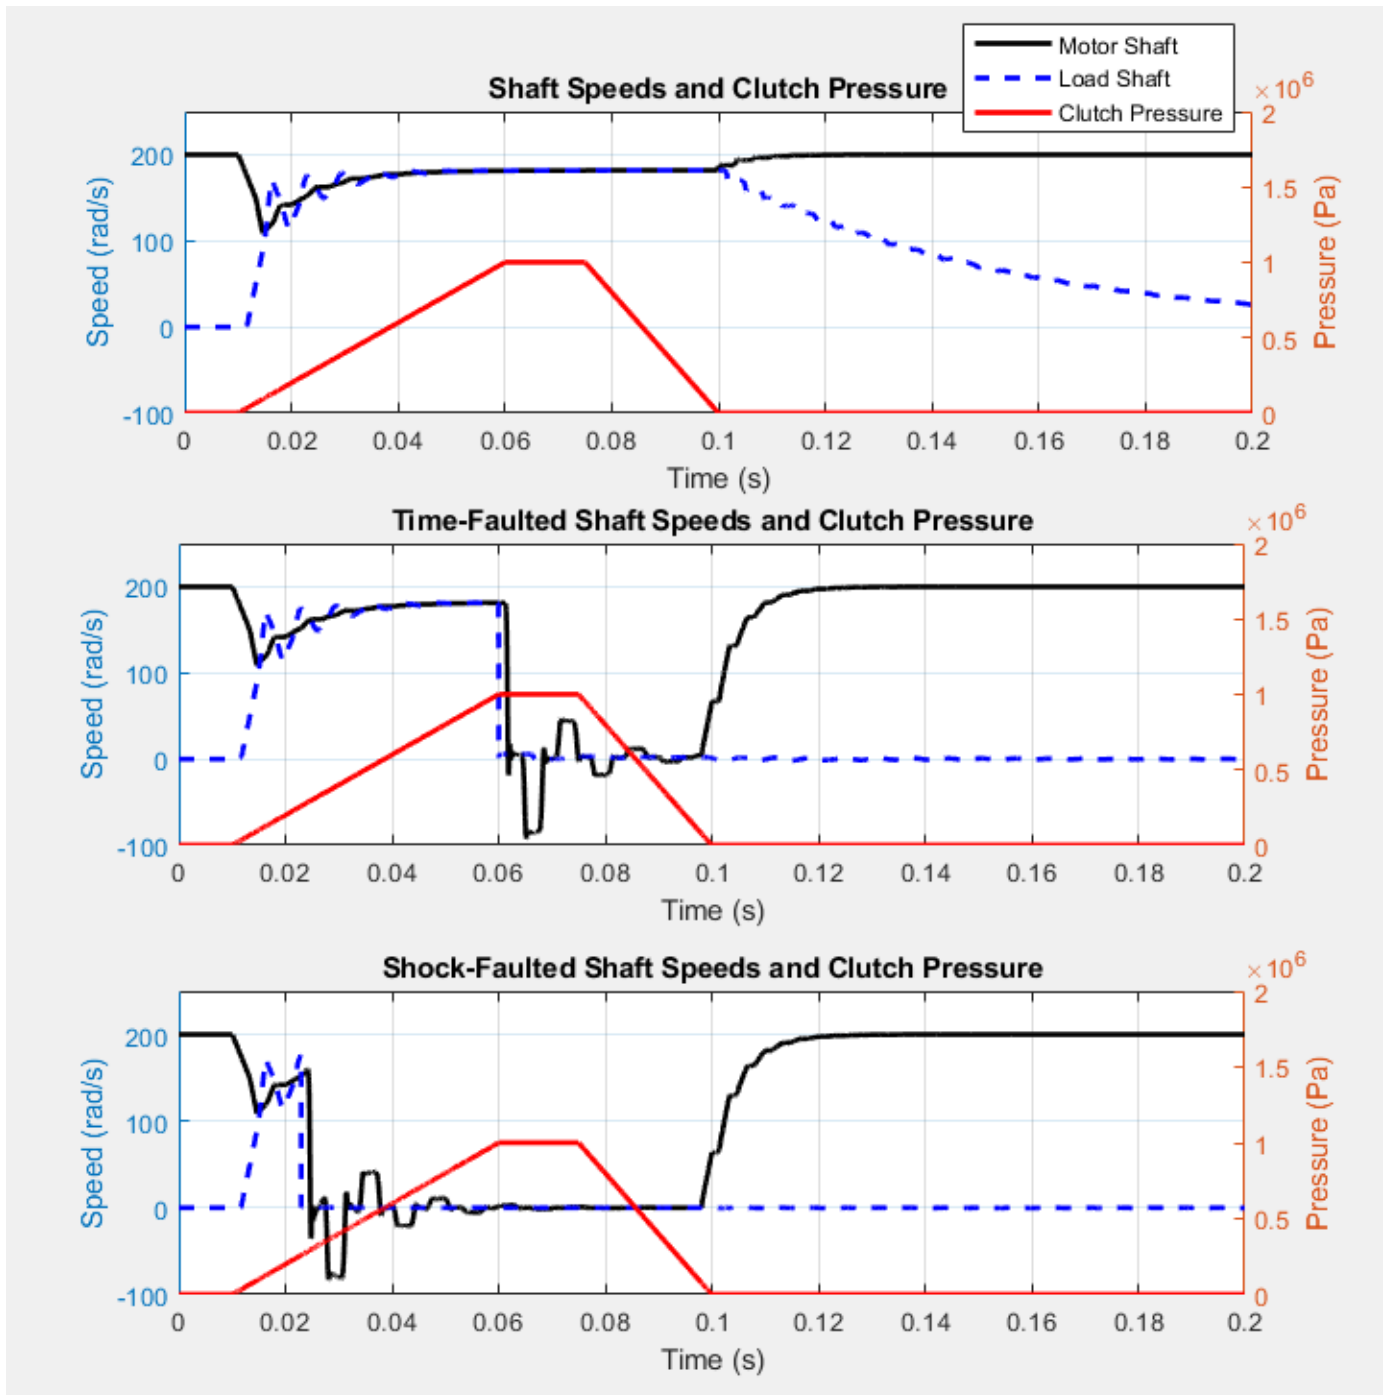 Motor Shaft
Load Shaft
Clutch Pressure
Shaft Speeds and Clutch Pressure
×10^6
200
100
0
-100
Speed (rad/s)
2
1.5
1
0.5
0
Pressure (Pa)
0 0.02 0.04 0.06 0.08 0.1 0.12 0.14 0.16 0.18 0.2
Time (s)
Time-Faulted Shaft Speeds and Clutch Pressure
×10^6
200
100
0
-100
Speed (rad/s)
2
1.5
1
0.5
0
Pressure (Pa)
0 0.02 0.04 0.06 0.08 0.1 0.12 0.14 0.16 0.18 0.2
Time (s)
Shock-Faulted Shaft Speeds and Clutch Pressure
×10^6
200
100
0
-100
Speed (rad/s)
2
1.5
1
0.5
0
Pressure (Pa)
0 0.02 0.04 0.06 0.08 0.1 0.12 0.14 0.16 0.18 0.2
Time (s)